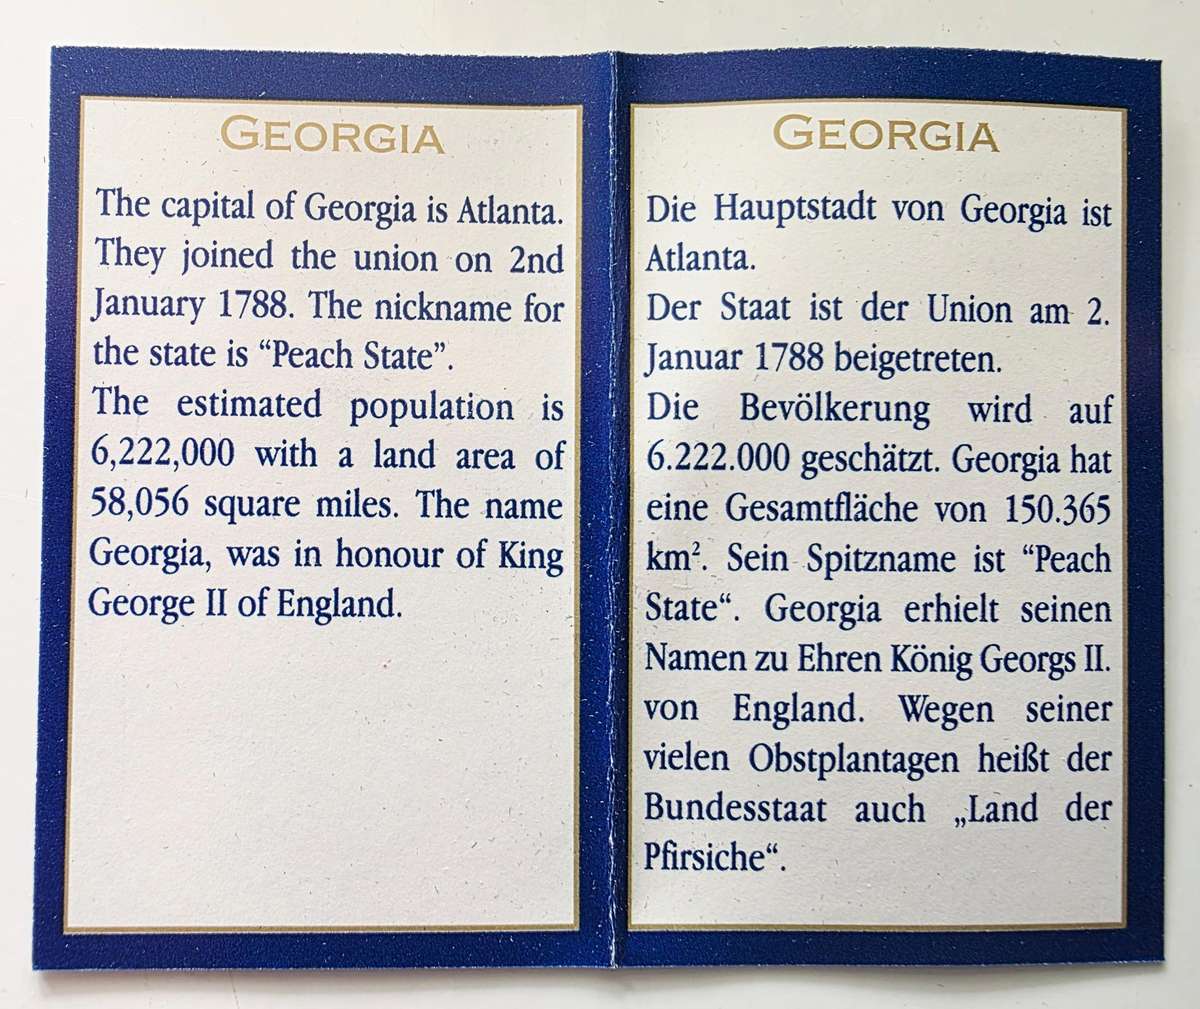 GEORGIA
The capital of Georgia is Atlanta.
They joined the union on 2nd
January 1788. The nickname for
the state is “Peach State”.
The estimated population is
6,222,000 with a land area of
58,056 square miles. The name
Georgia, was in honour of King
George II of England.
GEORGIA
Die Hauptstadt von Georgia ist
Atlanta.
Der Staat ist der Union am 2.
Januar 1788 beigetreten.
Die Bevölkerung wird auf
6.222.000 geschätzt. Georgia hat
eine Gesamtfläche von 150.365
km². Sein Spitzname ist “Peach
State“. Georgia erhielt seinen
Namen zu Ehren König Georgs II.
von England. Wegen seiner
vielen Obstplantagen heißt der
Bundesstaat auch „Land der
Pfirsiche“.